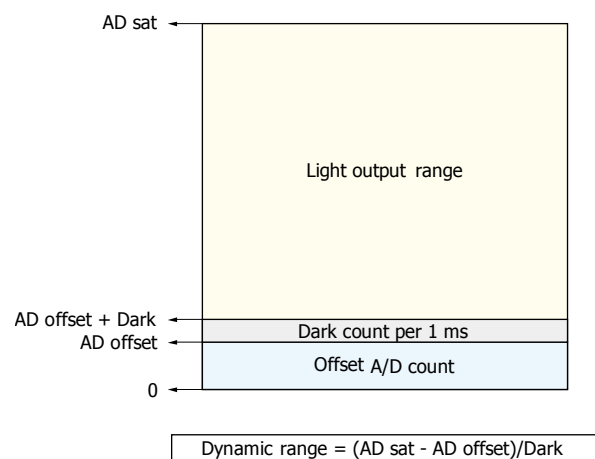 AD sat
Light output range
AD offset + Dark
Dark count per 1 ms
AD offset
Offset A/D count
0
Dynamic range = (AD sat - AD offset)/Dark